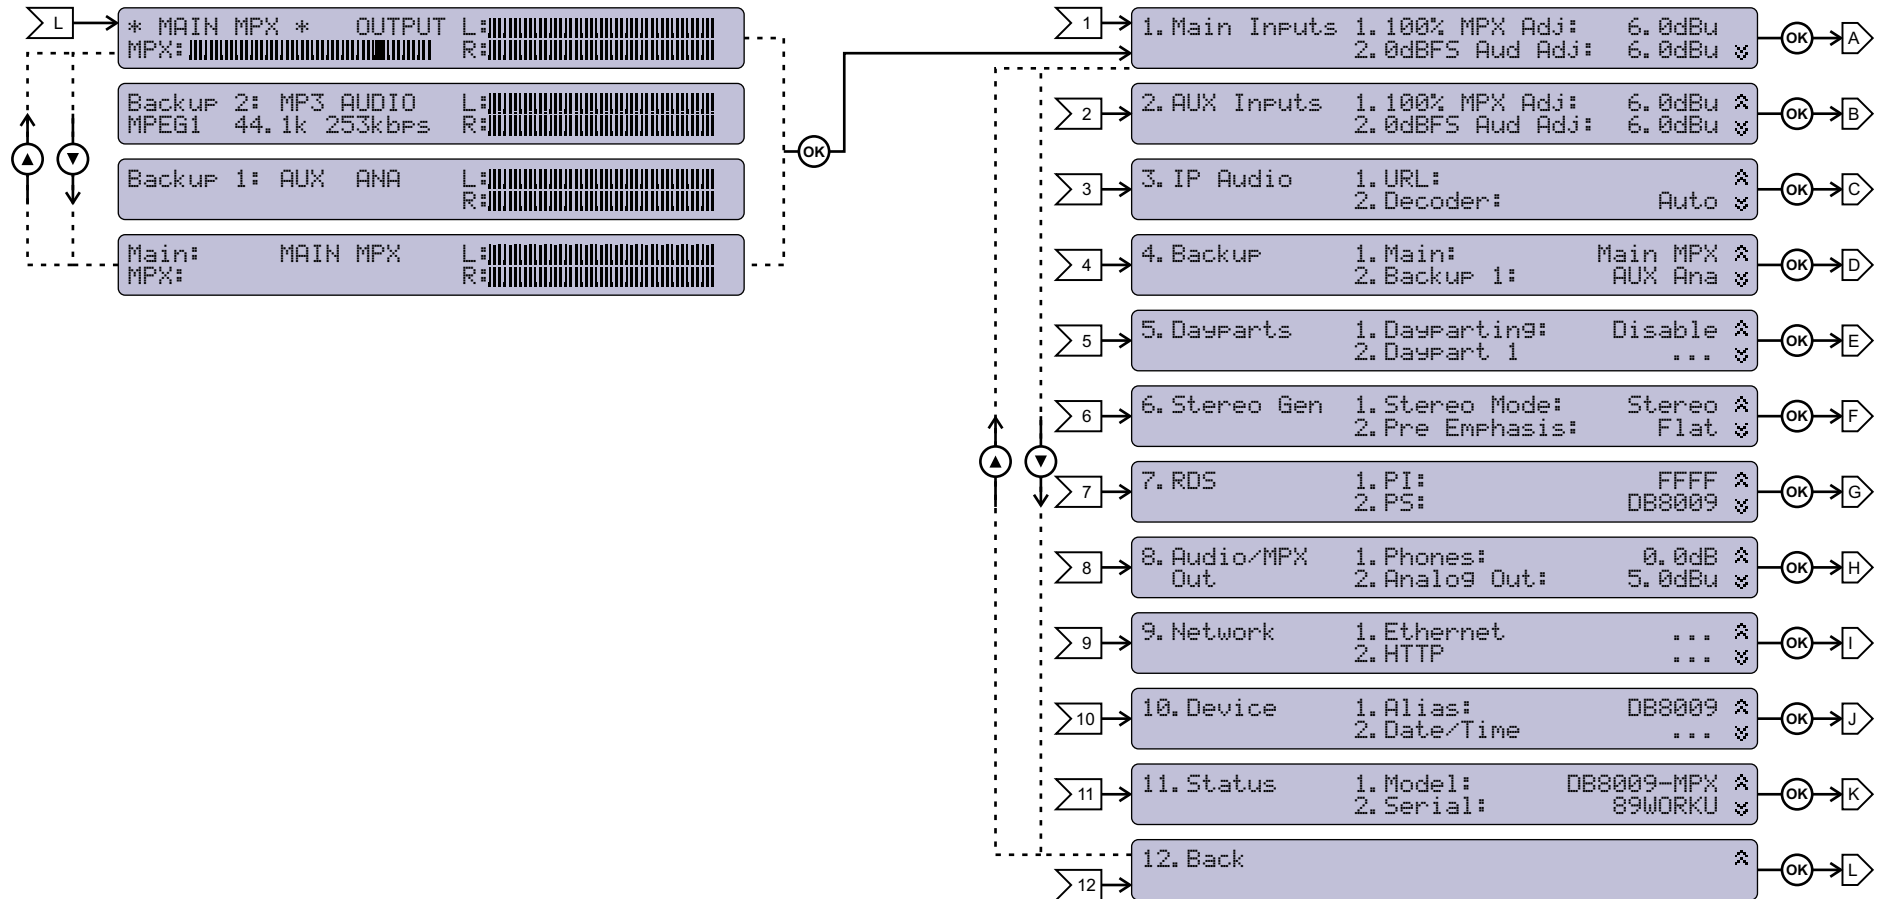 L
* MAIN MPX * OUTPUT L:
MPX: R:
Backup 2: MP3 AUDIO L:
MPEG1 44.1k 253kbps R:
Backup 1: AUX ANA L:
R:
Main: MAIN MPX L:
MPX: R:
OK
1
1.Main Inputs 1.100% MPX Adj: 6.0dBu
2.0dBFS Aud Adj: 6.0dBu
OK
A
2
2.AUX Inputs 1.100% MPX Adj: 6.0dBu
2.0dBFS Aud Adj: 6.0dBu
OK
B
3
3.IP Audio 1.URL:
2.Decoder: Auto
OK
C
4
4.Backup 1.Main: Main MPX
2.Backup 1: AUX Ana
OK
D
5
5.Dayparts 1.Dayparting: Disable
2.Daypart 1 ...
OK
E
6
6.Stereo Gen 1.Stereo Mode: Stereo
2.Pre Emphasis: Flat
OK
F
7
7.RDS 1.PI: FFFF
2.PS: DB8009
OK
G
8
8.Audio/MPX 1.Phones: 0.0dB
Out 2.Analog Out: 5.0dBu
OK
H
9
9.Network 1.Ethernet ...
2.HTTP ...
OK
I
10
10.Device 1.Alias: DB8009
2.Date/Time ...
OK
J
11
11.Status 1.Model: DB8009-MPX
2.Serial: 89WORKU
OK
K
12
12.Back
OK
L